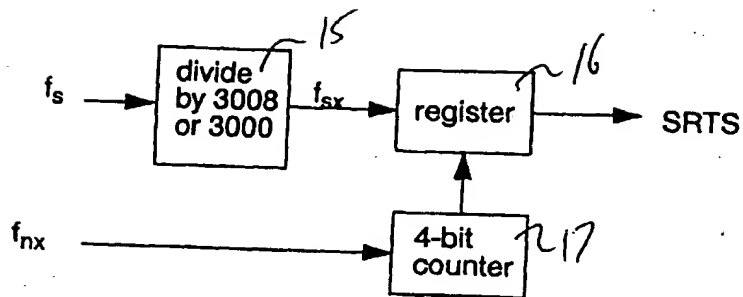 15
divide
by 3008
or 3000
f_s
f_sx
16
register
SRTS
f_nx
4-bit
counter
17